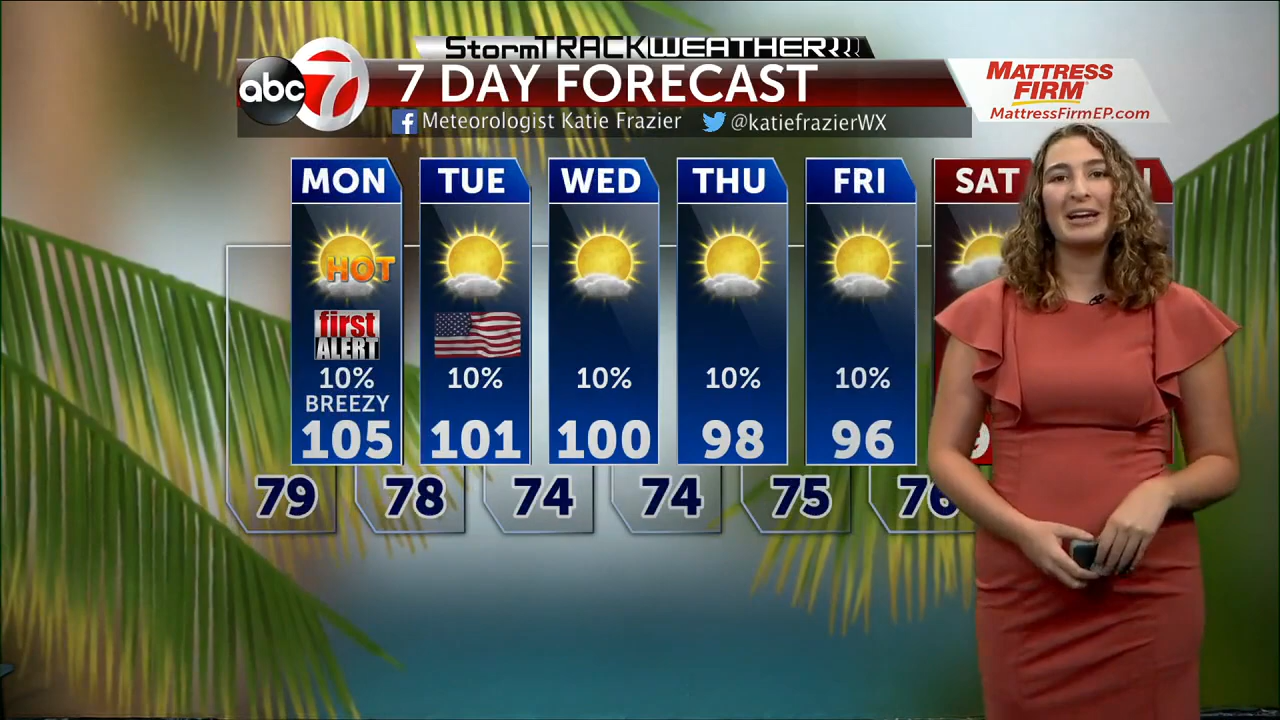 StormTRACKWEATHER
abc 7
7 DAY FORECAST
MATTRESS
FIRM
MattressFirmEP.com
f Meteorologist Katie Frazier @katiefrazierWX
MON TUE WED THU FRI SAT
HOT
first
ALERT
10% 10% 10% 10% 10%
BREEZY
105 101 100 98 96
79 78 74 74 75 76